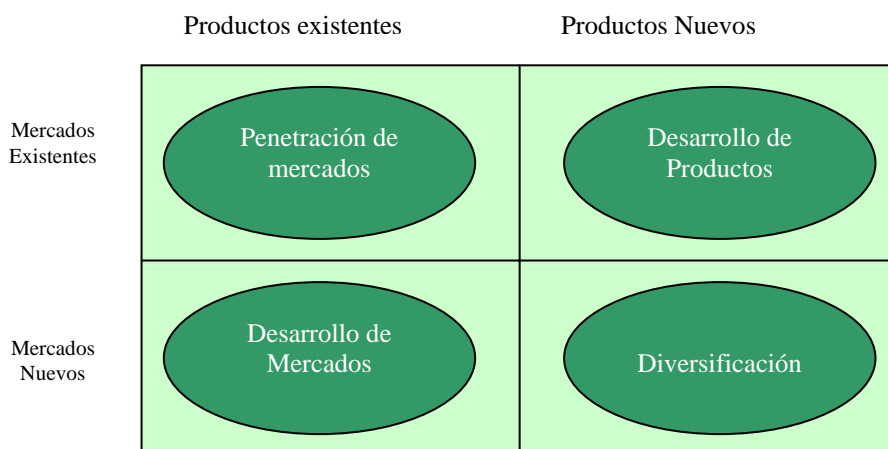 Productos existentes
Productos Nuevos
Mercados
Existentes
Penetración de
mercados
Desarrollo de
Productos
Mercados
Nuevos
Desarrollo de
Mercados
Diversificación